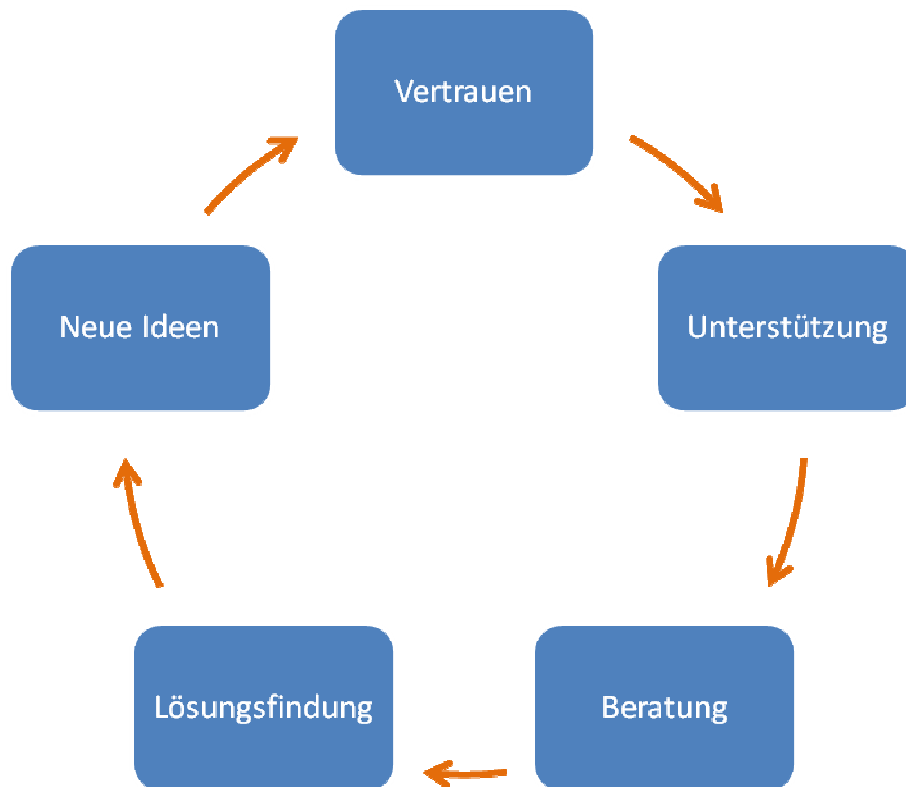 Vertrauen
Unterstützung
Beratung
Lösungsfindung
Neue Ideen